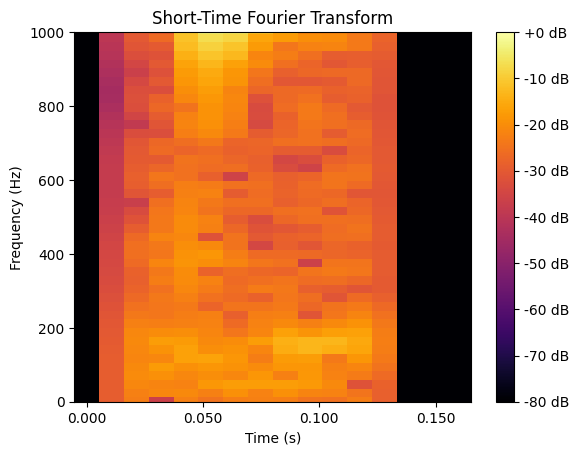 Short-Time Fourier Transform
Frequency (Hz)
1000
800
600
400
200
0
0.000
0.050
0.100
0.150
Time (s)
+0 dB
-10 dB
-20 dB
-30 dB
-40 dB
-50 dB
-60 dB
-70 dB
-80 dB